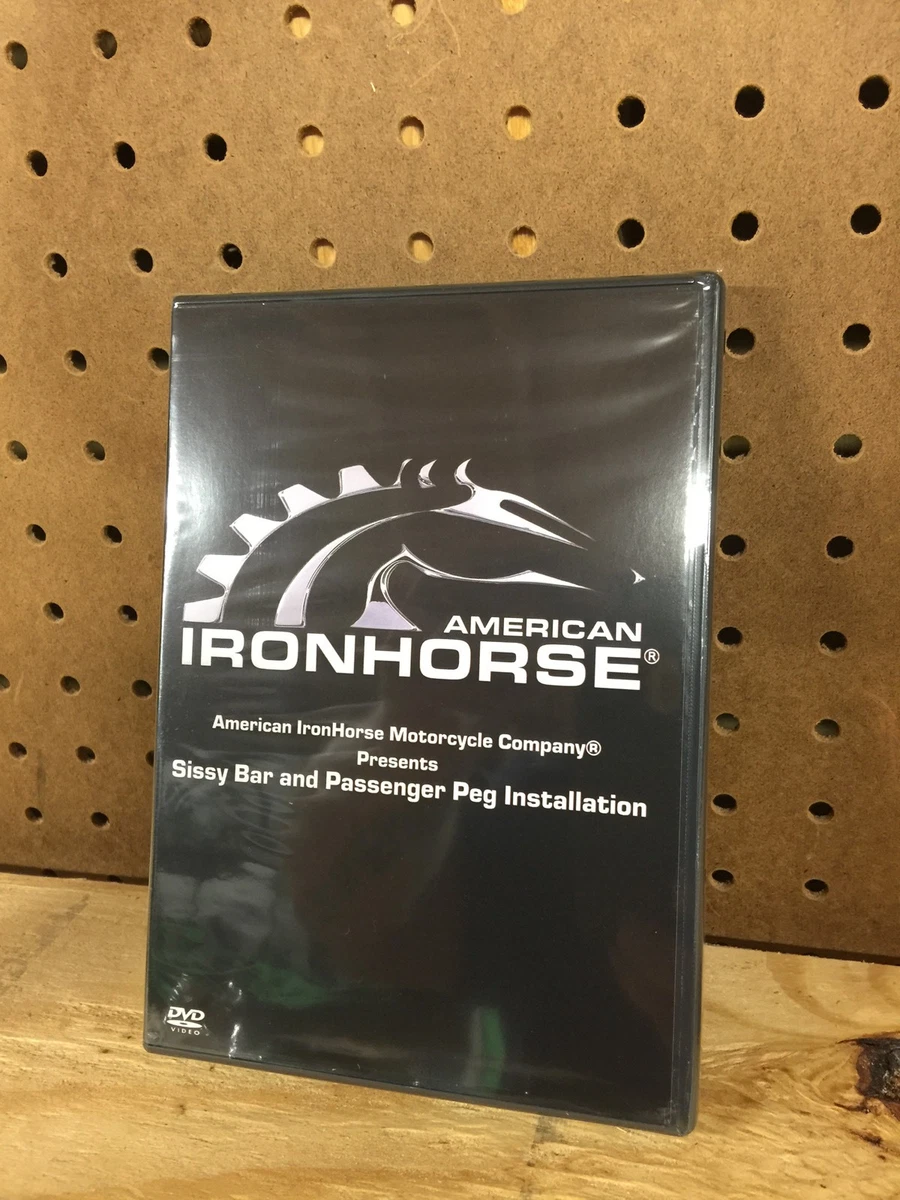 AMERICAN
IRONHORSE®
American IronHorse Motorcycle Company®
Presents
Sissy Bar and Passenger Peg Installation
DVD
VIDEO